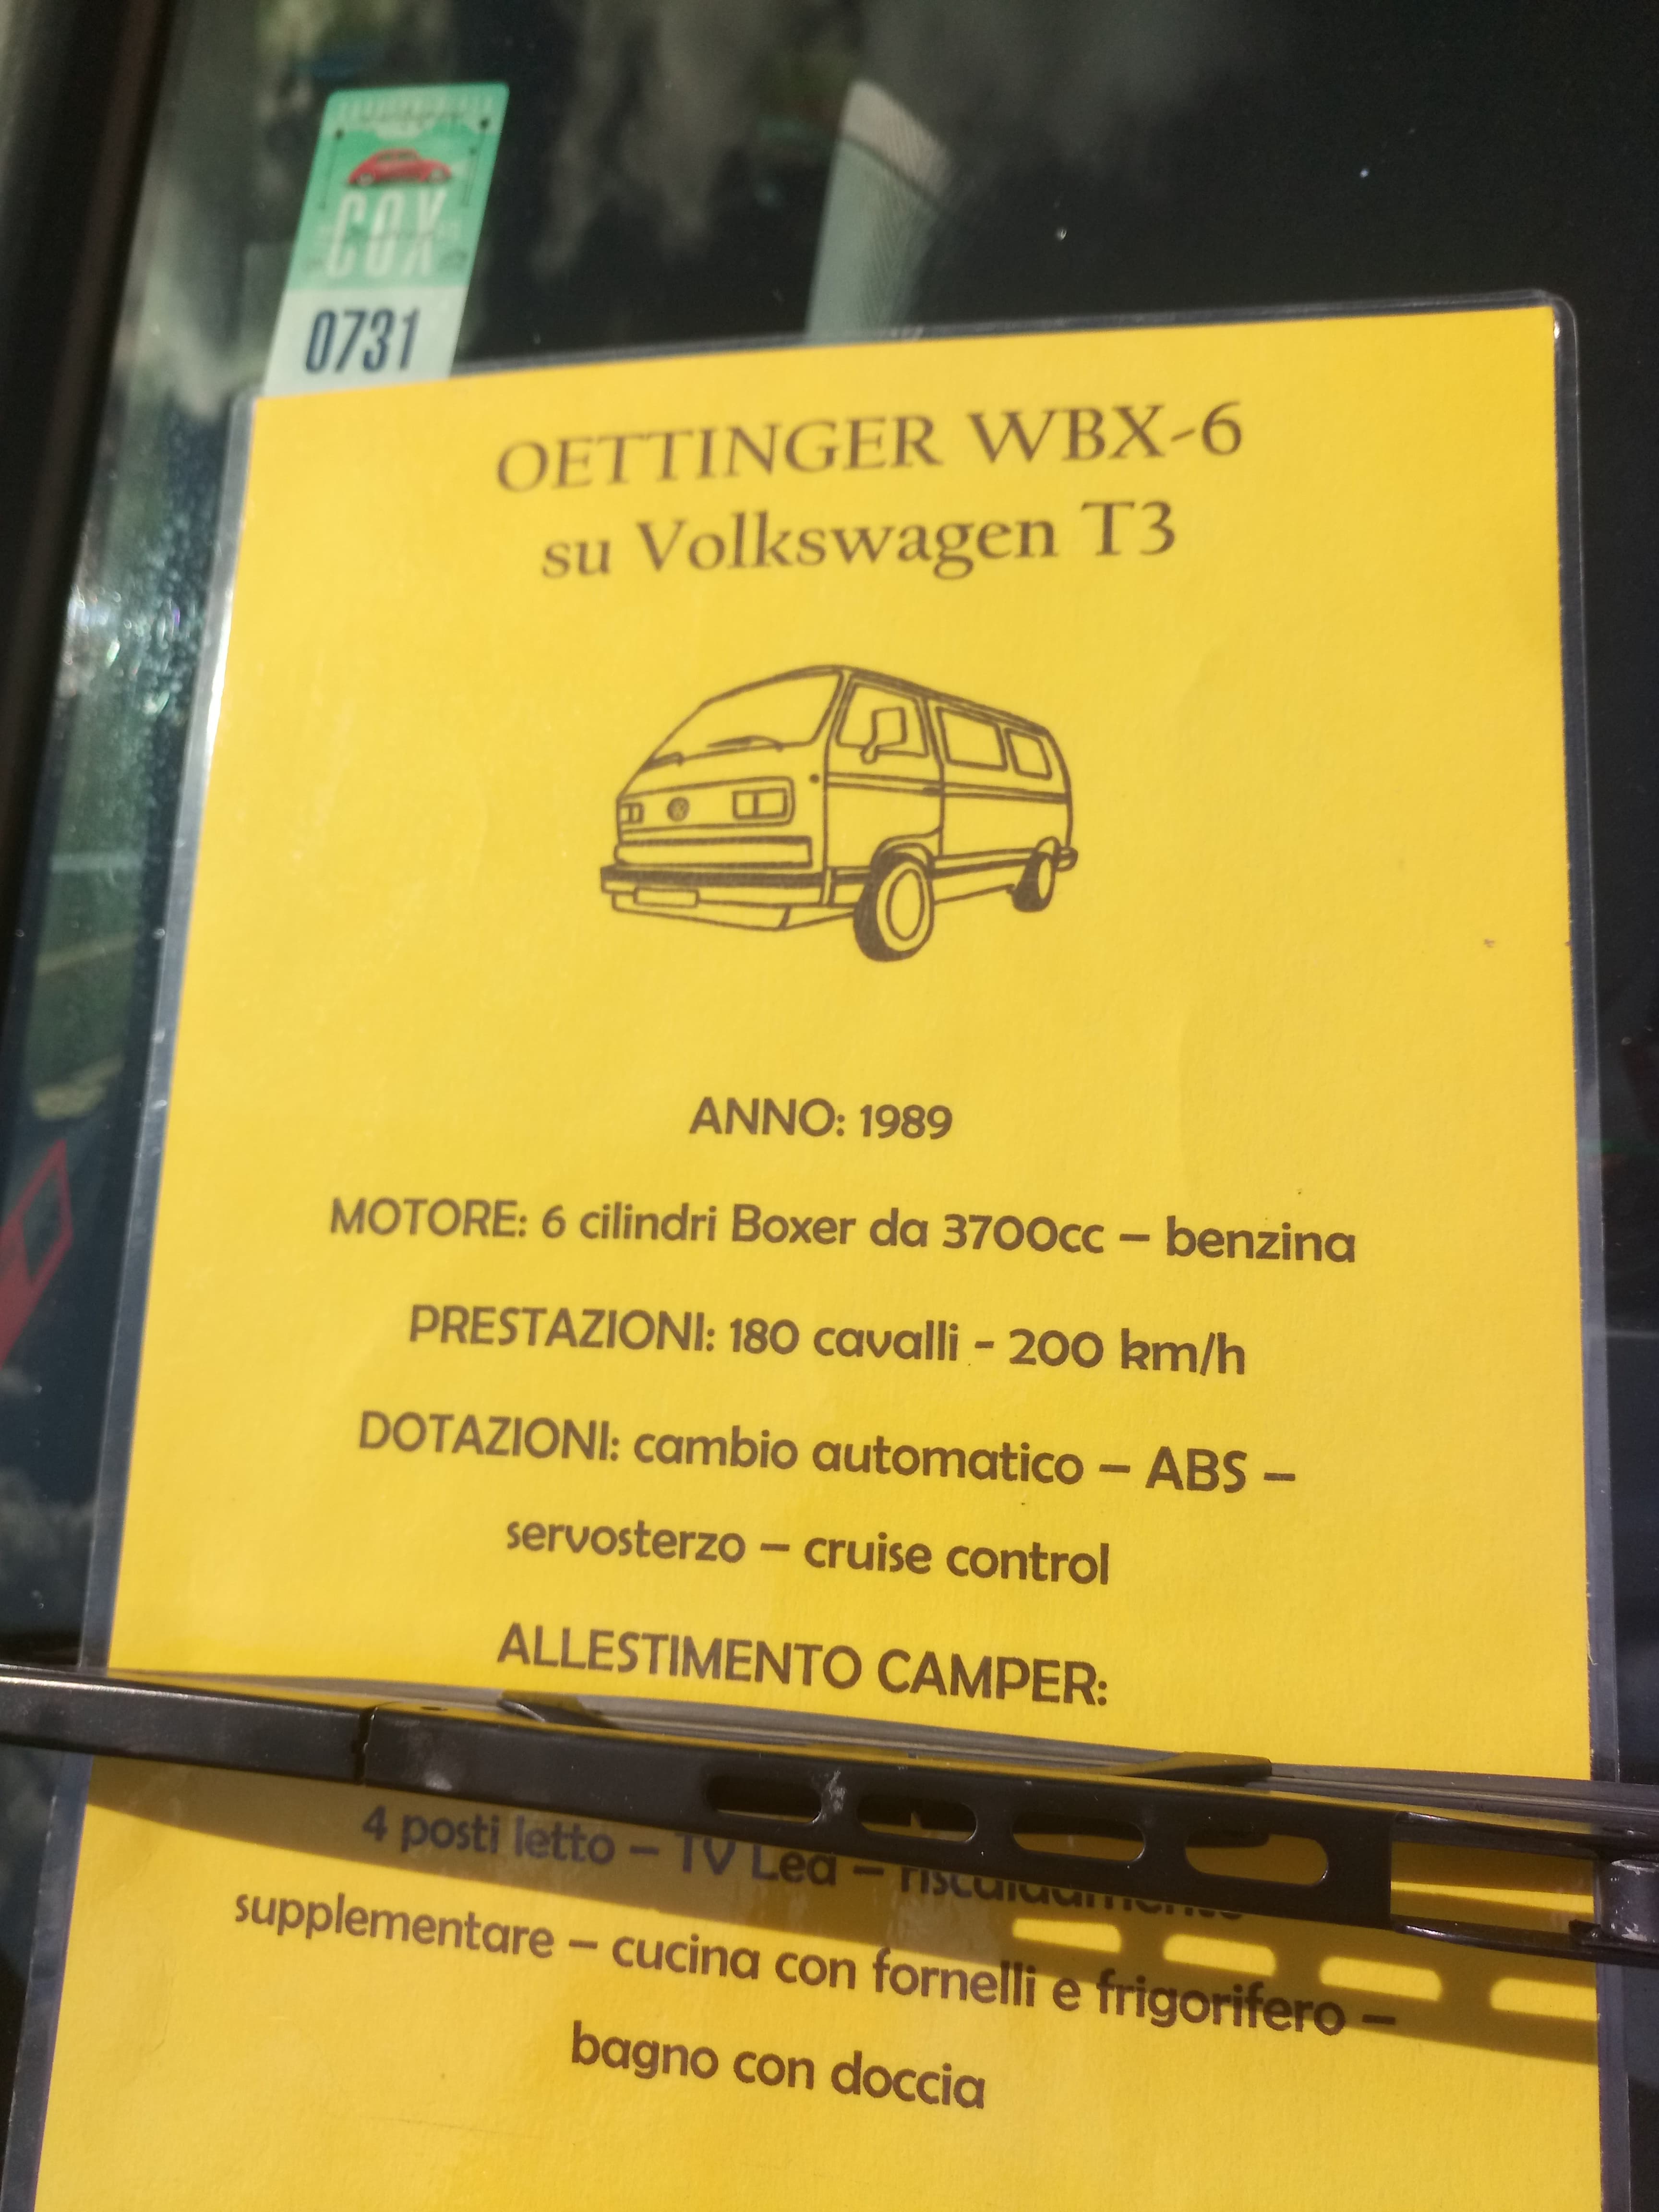 COX
0731
OETTINGER WBX-6
su Volkswagen T3
ANNO: 1989
MOTORE: 6 cilindri Boxer da 3700cc – benzina
PRESTAZIONI: 180 cavalli - 200 km/h
DOTAZIONI: cambio automatico – ABS –
servosterzo – cruise control
ALLESTIMENTO CAMPER:
4 posti letto – TV Led – riscaldamento
supplementare – cucina con fornelli e frigorifero –
bagno con doccia